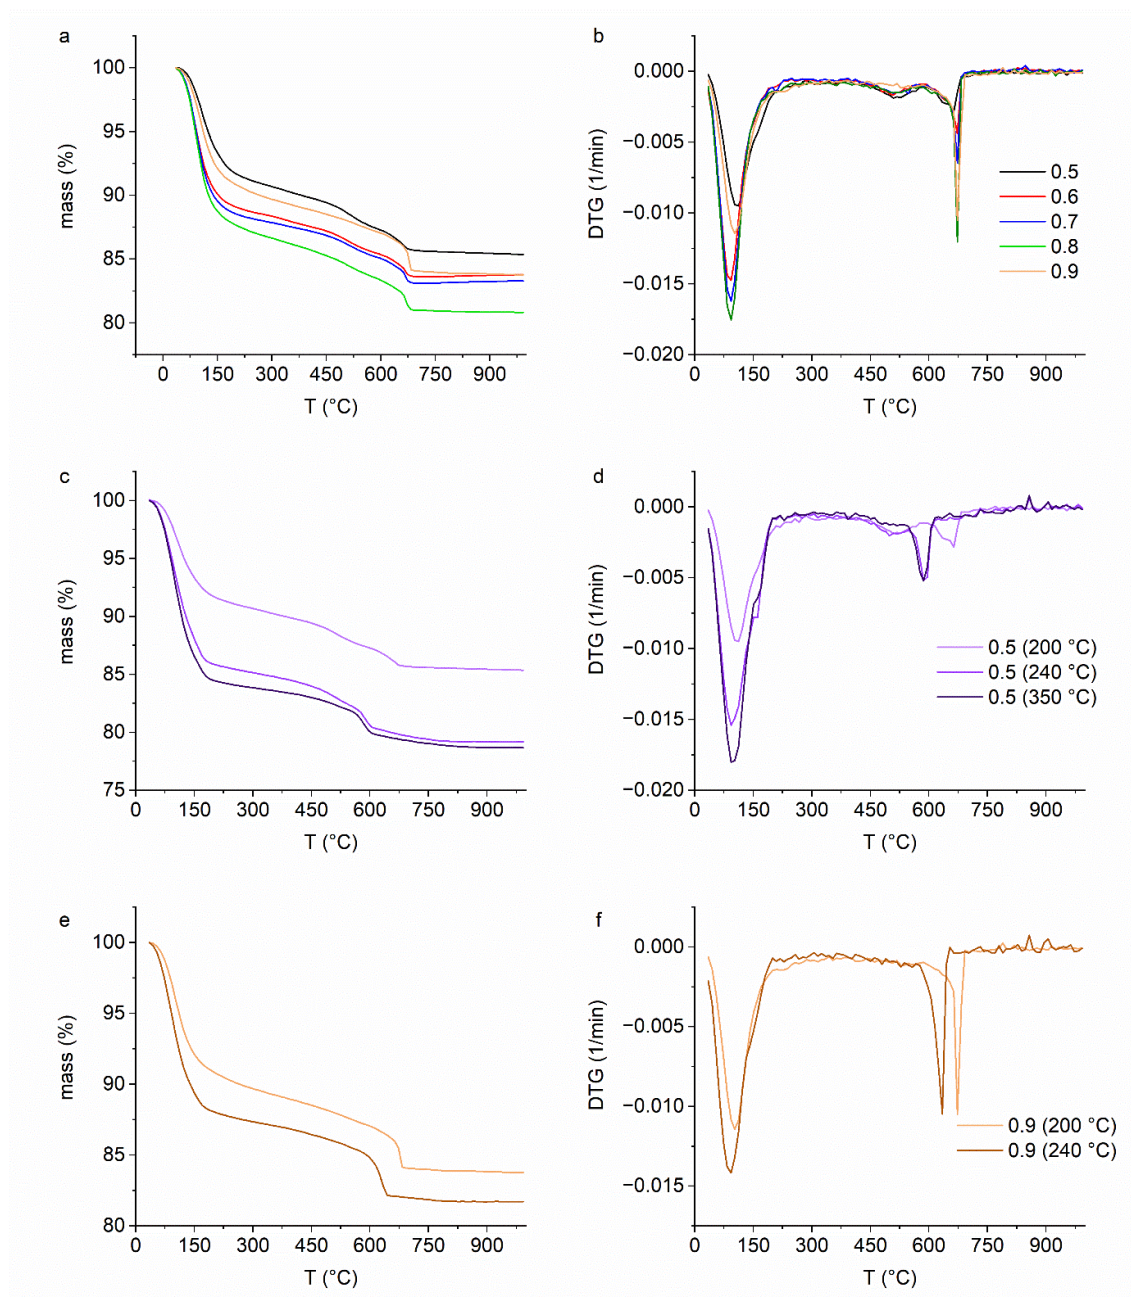 a
mass (%)
100
95
90
85
80
0 150 300 450 600 750 900
T (°C)
b
DTG (1/min)
0.000
−0.005
−0.010
−0.015
−0.020
0 150 300 450 600 750 900
T (°C)
0.5
0.6
0.7
0.8
0.9
c
mass (%)
100
95
90
85
80
75
0 150 300 450 600 750 900
T (°C)
d
DTG (1/min)
0.000
−0.005
−0.010
−0.015
−0.020
0 150 300 450 600 750 900
T (°C)
0.5 (200 °C)
0.5 (240 °C)
0.5 (350 °C)
e
mass (%)
100
95
90
85
80
0 150 300 450 600 750 900
T (°C)
f
DTG (1/min)
0.000
−0.005
−0.010
−0.015
0 150 300 450 600 750 900
T (°C)
0.9 (200 °C)
0.9 (240 °C)